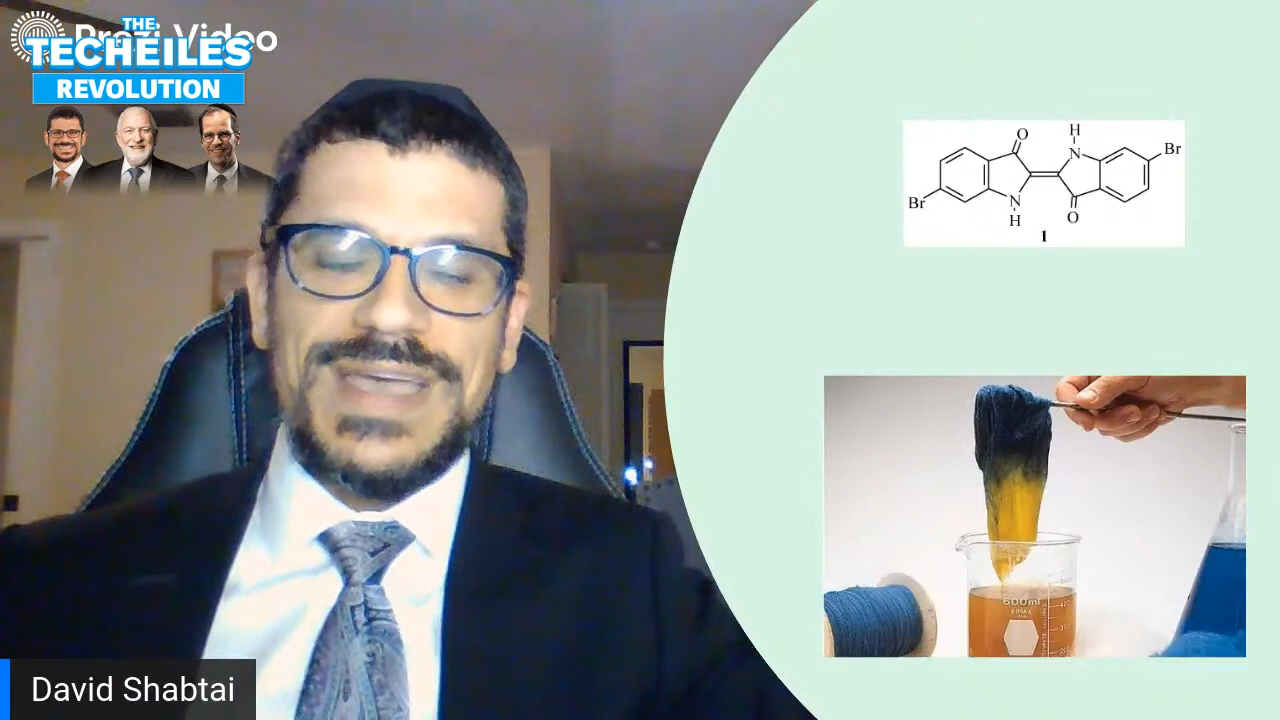 THE
TECHEILES
REVOLUTION
Prezi Video
O
H
N
Br
Br
N
H
O
1
600ml
KIMAX
David Shabtai